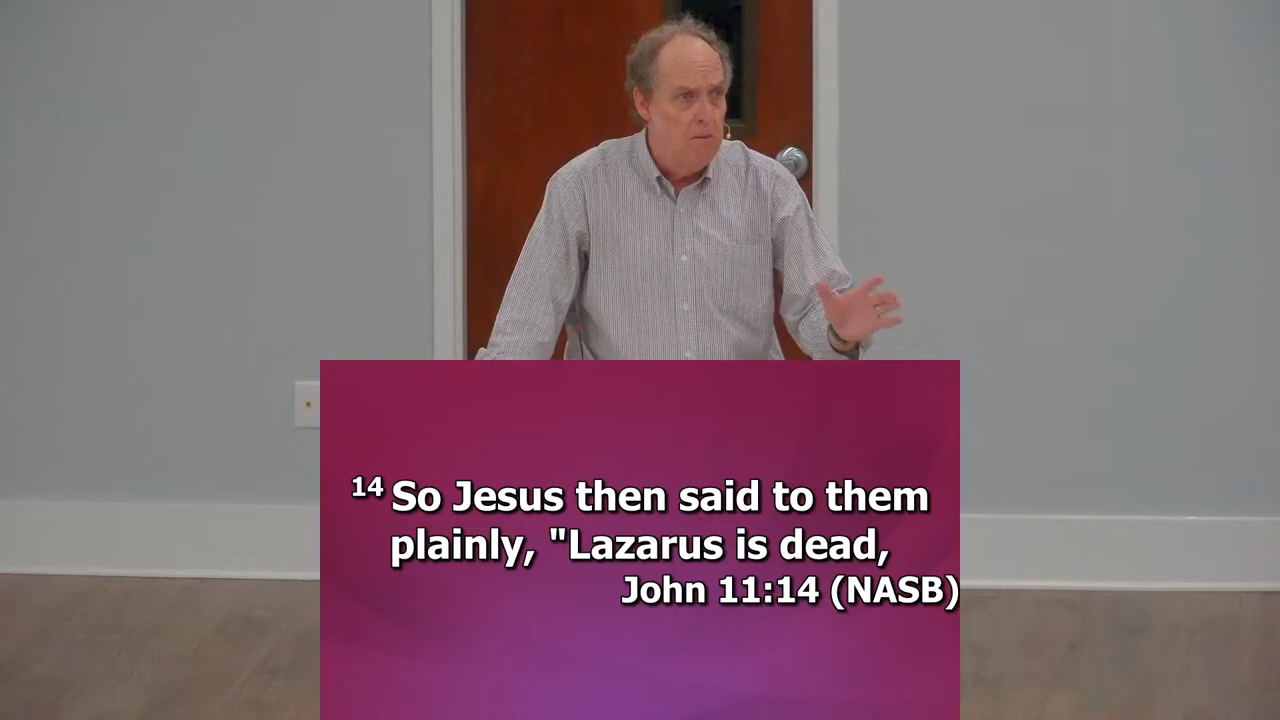 14 So Jesus then said to them
plainly, "Lazarus is dead,
John 11:14 (NASB)